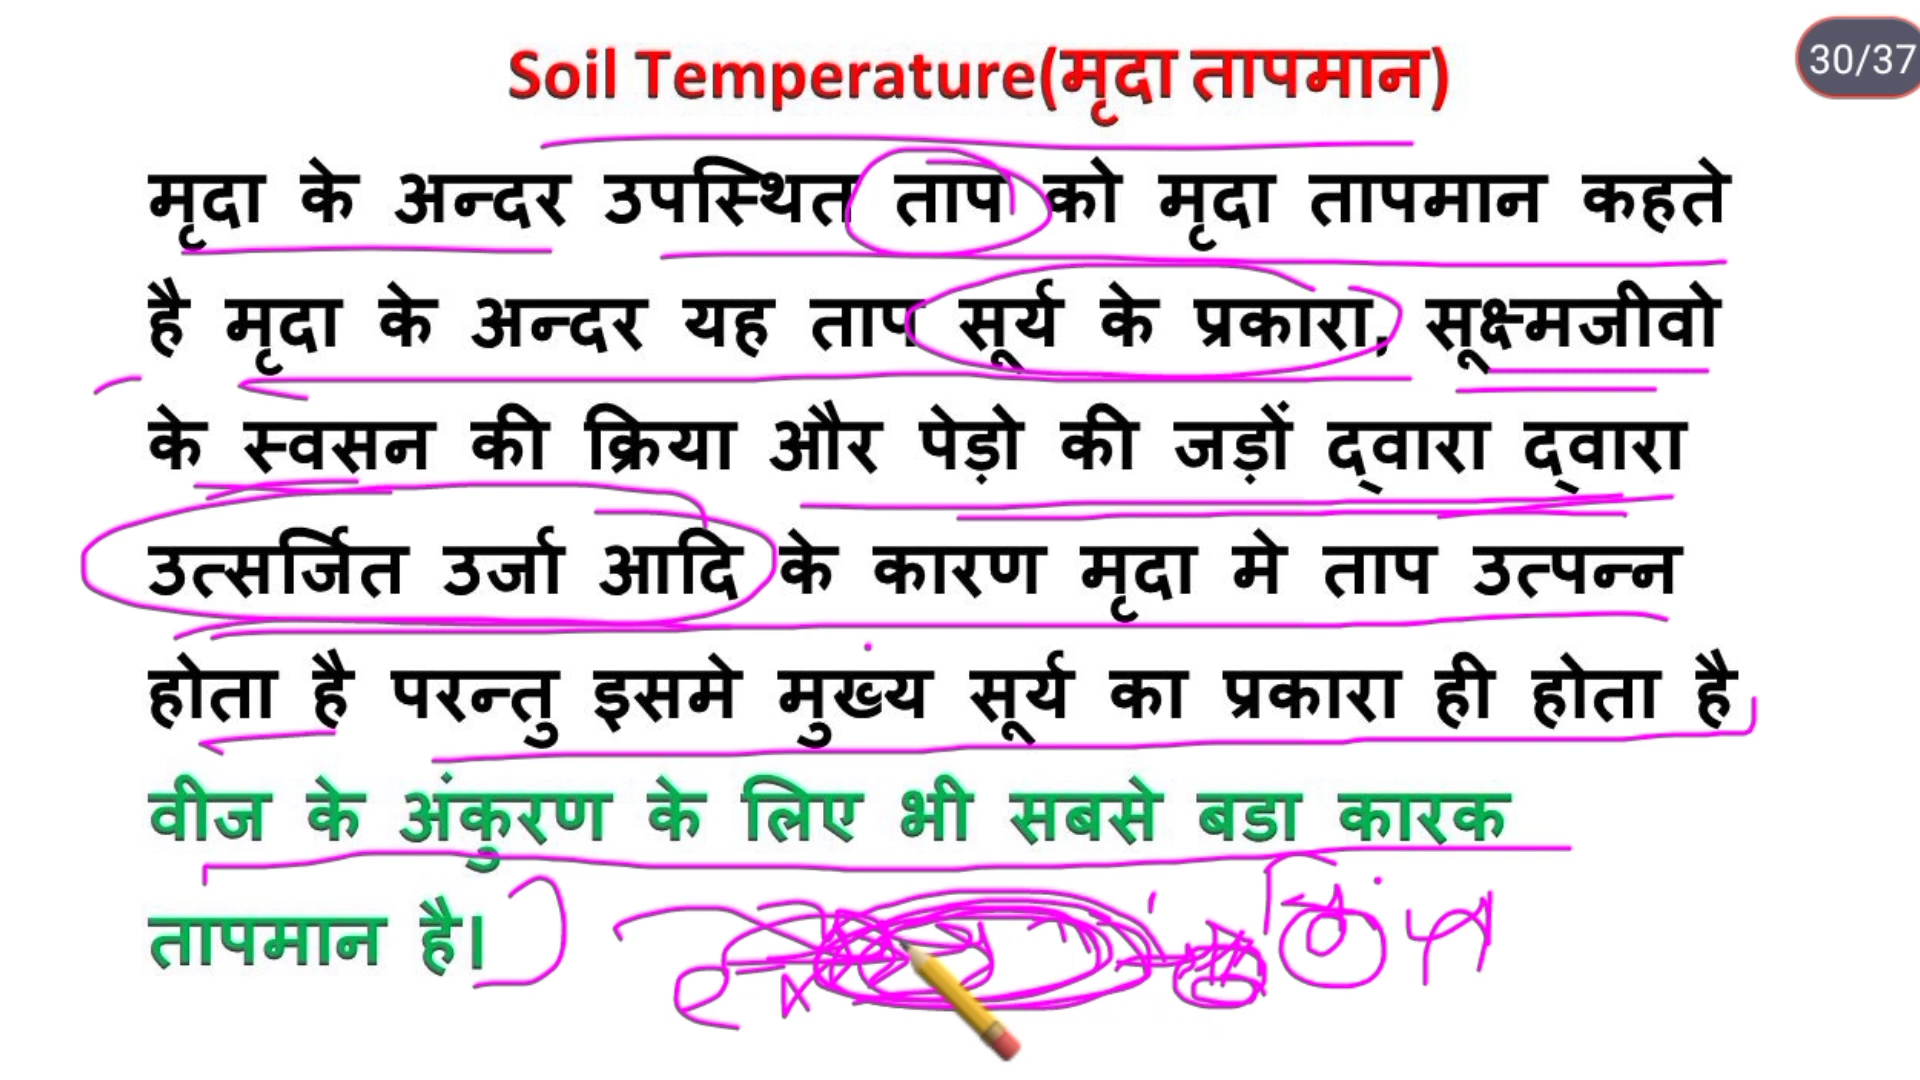 Soil Temperature(मृदा तापमान)
30/37
मृदा के अन्दर उपस्थित ताप को मृदा तापमान कहते
है मृदा के अन्दर यह ताप सूर्य के प्रकारा, सूक्ष्मजीवो
के स्वसन की क्रिया और पेड़ो की जड़ों द्वारा द्वारा
उत्सर्जित उर्जा आदि के कारण मृदा मे ताप उत्पन्न
होता है परन्तु इसमे मुख्य सूर्य का प्रकारा ही होता है
वीज के अंकुरण के लिए भी सबसे बडा कारक
तापमान है।